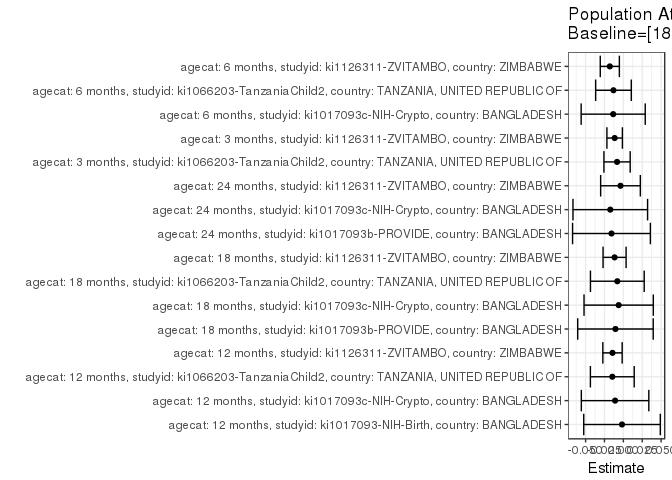 Population At
Baseline=[18
agecat: 6 months, studyid: ki1126311-ZVITAMBO, country: ZIMBABWE
agecat: 6 months, studyid: ki1066203-TanzaniaChild2, country: TANZANIA, UNITED REPUBLIC OF
agecat: 6 months, studyid: ki1017093c-NIH-Crypto, country: BANGLADESH
agecat: 3 months, studyid: ki1126311-ZVITAMBO, country: ZIMBABWE
agecat: 3 months, studyid: ki1066203-TanzaniaChild2, country: TANZANIA, UNITED REPUBLIC OF
agecat: 24 months, studyid: ki1126311-ZVITAMBO, country: ZIMBABWE
agecat: 24 months, studyid: ki1017093c-NIH-Crypto, country: BANGLADESH
agecat: 24 months, studyid: ki1017093b-PROVIDE, country: BANGLADESH
agecat: 18 months, studyid: ki1126311-ZVITAMBO, country: ZIMBABWE
agecat: 18 months, studyid: ki1066203-TanzaniaChild2, country: TANZANIA, UNITED REPUBLIC OF
agecat: 18 months, studyid: ki1017093c-NIH-Crypto, country: BANGLADESH
agecat: 18 months, studyid: ki1017093b-PROVIDE, country: BANGLADESH
agecat: 12 months, studyid: ki1126311-ZVITAMBO, country: ZIMBABWE
agecat: 12 months, studyid: ki1066203-TanzaniaChild2, country: TANZANIA, UNITED REPUBLIC OF
agecat: 12 months, studyid: ki1017093c-NIH-Crypto, country: BANGLADESH
agecat: 12 months, studyid: ki1017093-NIH-Birth, country: BANGLADESH
Estimate